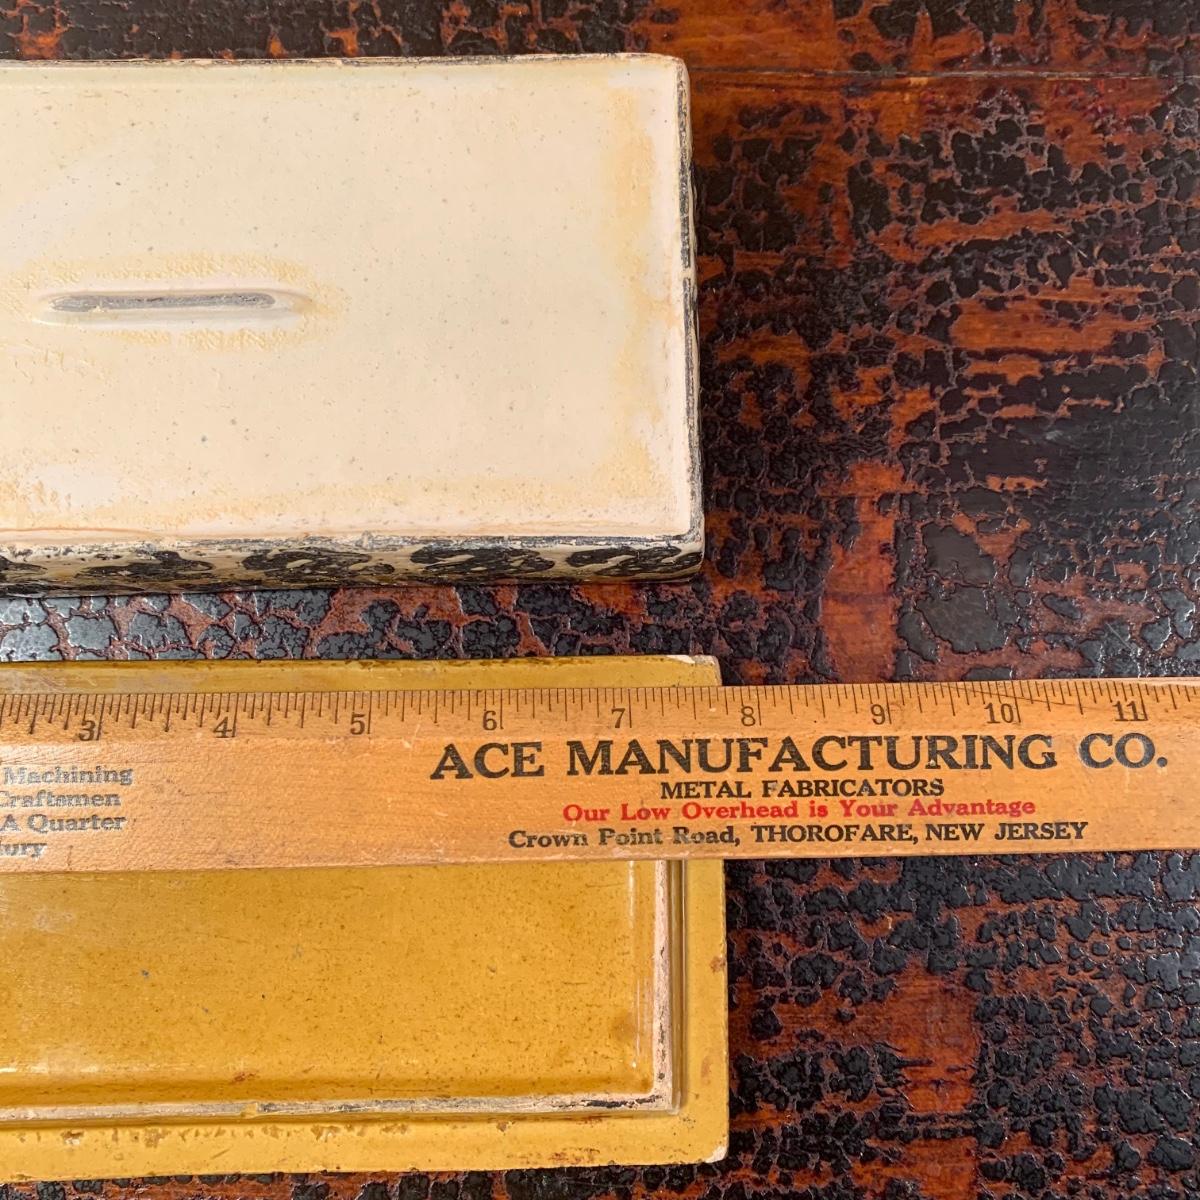 3 4 5 6 7 8 9 10 11
Machining
Craftsmen
A Quarter
ACE MANUFACTURING CO.
METAL FABRICATORS
Our Low Overhead is Your Advantage
Crown Point Road, THOROFARE, NEW JERSEY